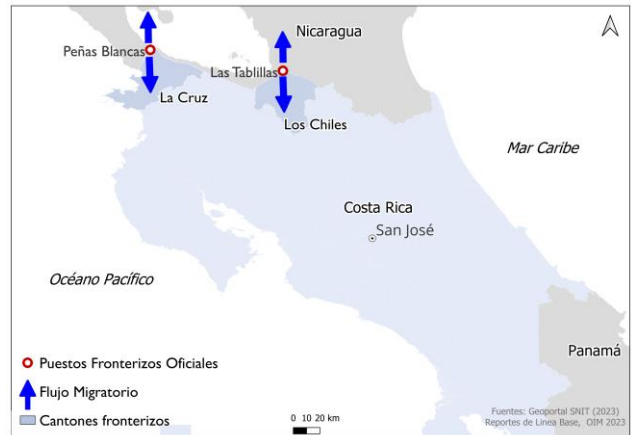 Nicaragua
Peñas Blancas
Las Tablillas
La Cruz
Los Chiles
Mar Caribe
Costa Rica
San José
Océano Pacífico
Panamá
Puestos Fronterizos Oficiales
Flujo Migratorio
Cantones fronterizos
0 10 20 km
Fuentes: Geoportal SNIT (2023)
Reportes de Linea Base, OIM 2023